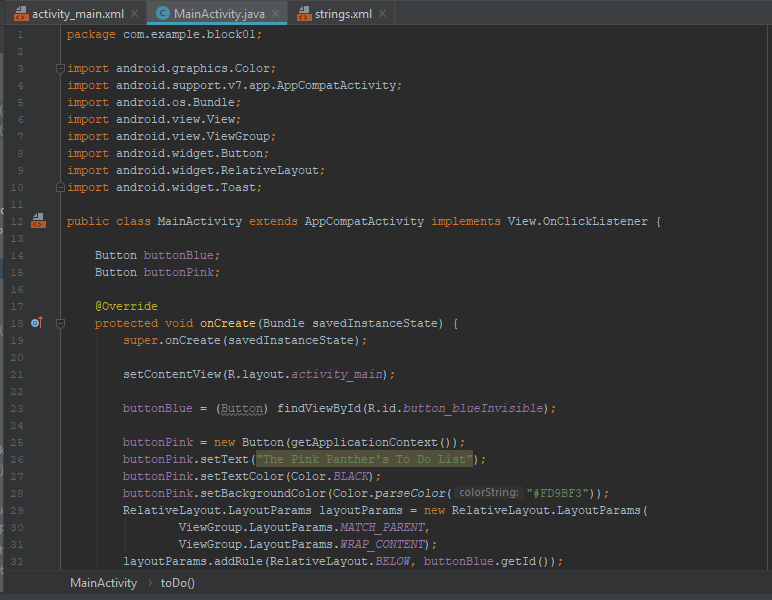 activity_main.xml MainActivity.java strings.xml
1 package com.example.block01;
2
3 import android.graphics.Color;
4 import android.support.v7.app.AppCompatActivity;
5 import android.os.Bundle;
6 import android.view.View;
7 import android.view.ViewGroup;
8 import android.widget.Button;
9 import android.widget.RelativeLayout;
10 import android.widget.Toast;
11
12 public class MainActivity extends AppCompatActivity implements View.OnClickListener {
13
14 Button buttonBlue;
15 Button buttonPink;
16
17 @Override
18 protected void onCreate(Bundle savedInstanceState) {
19 super.onCreate(savedInstanceState);
20
21 setContentView(R.layout.activity_main);
22
23 buttonBlue = (Button) findViewById(R.id.button_blueInvisible);
24
25 buttonPink = new Button(getApplicationContext());
26 buttonPink.setText("The Pink Panther's To Do List");
27 buttonPink.setTextColor(Color.BLACK);
28 buttonPink.setBackgroundColor(Color.parseColor( colorString: "#FD9BF3"));
29 RelativeLayout.LayoutParams layoutParams = new RelativeLayout.LayoutParams(
30 ViewGroup.LayoutParams.MATCH_PARENT,
31 ViewGroup.LayoutParams.WRAP_CONTENT);
32 layoutParams.addRule(RelativeLayout.BELOW, buttonBlue.getId());
MainActivity > toDo()